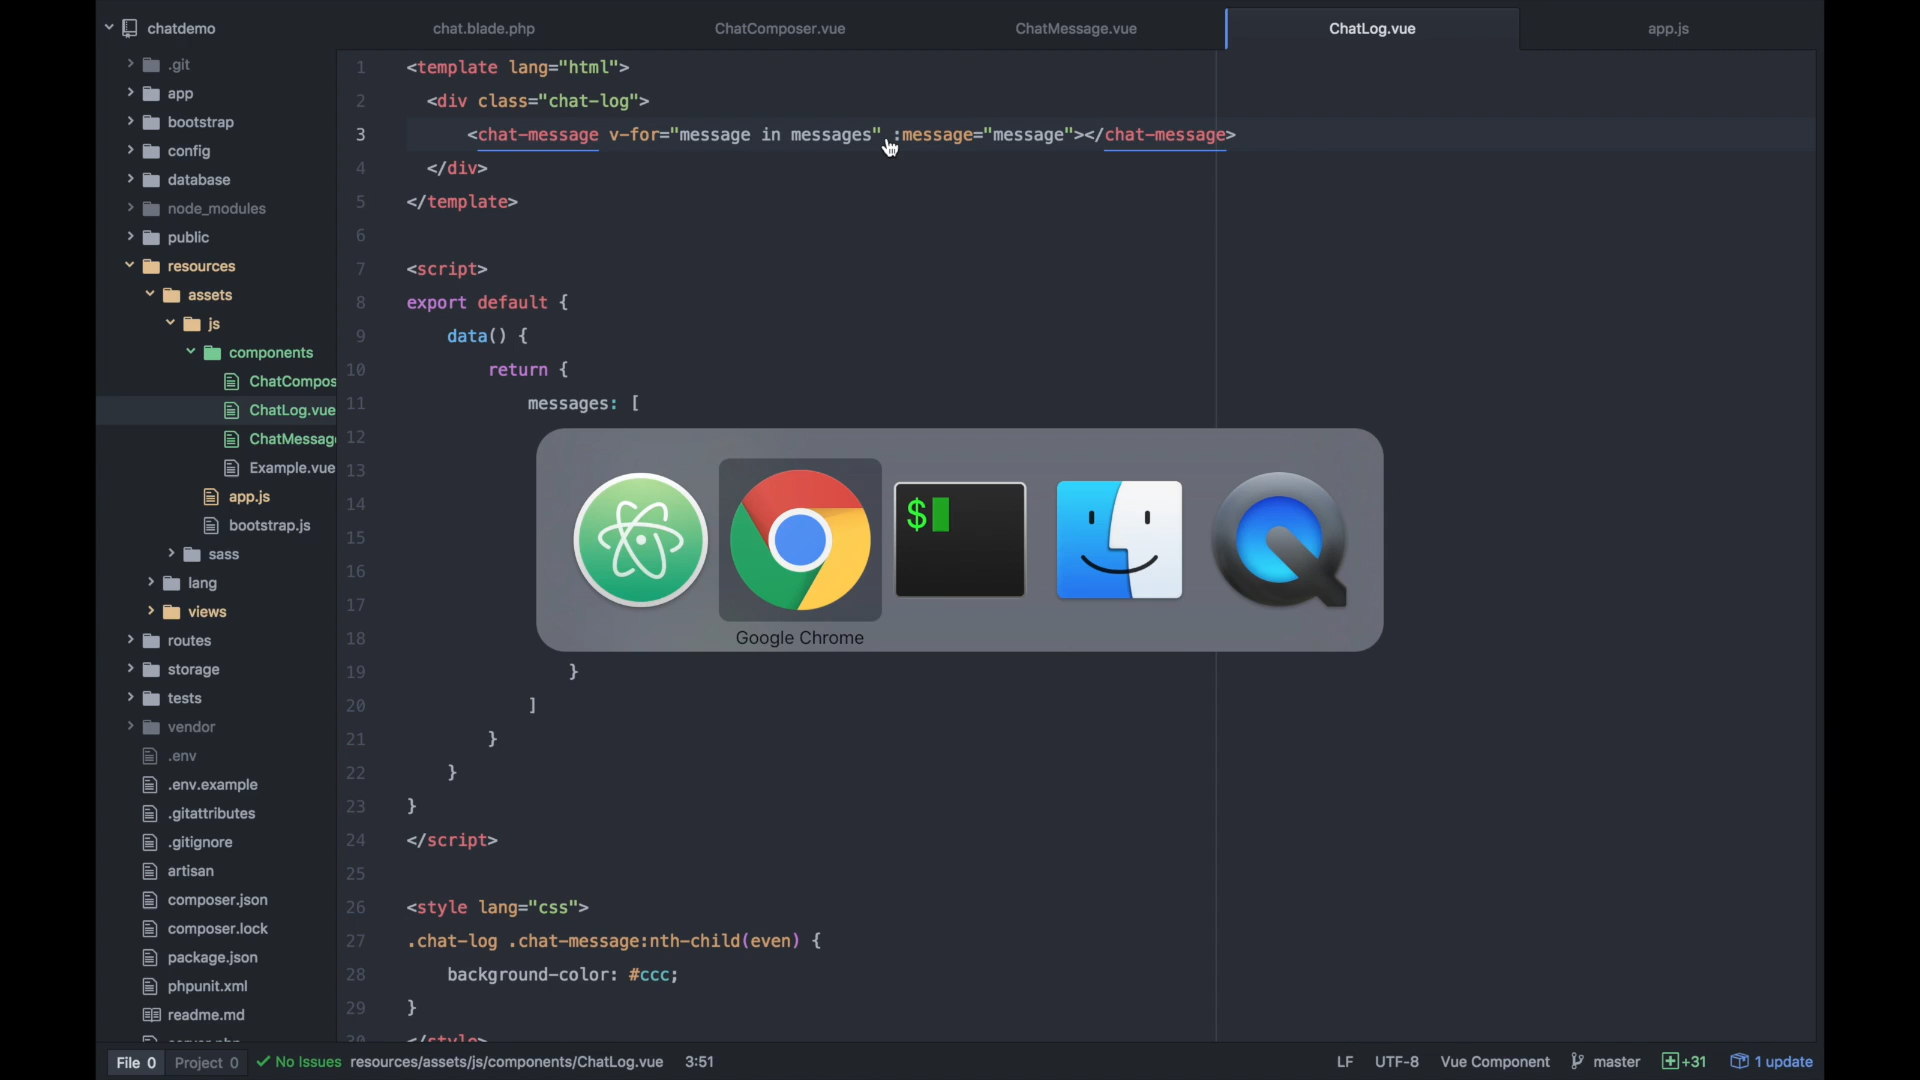 chatdemo
chat.blade.php
ChatComposer.vue
ChatMessage.vue
ChatLog.vue
app.js
.git
app
bootstrap
config
database
node_modules
public
resources
assets
js
components
ChatCompos
ChatLog.vue
ChatMessag
Example.vue
app.js
bootstrap.js
sass
lang
views
routes
storage
tests
vendor
.env
.env.example
.gitattributes
.gitignore
artisan
composer.json
composer.lock
package.json
phpunit.xml
readme.md
1 <template lang="html">
2 <div class="chat-log">
3 <chat-message v-for="message in messages" :message="message"></chat-message>
4 </div>
5 </template>
6
7 <script>
8 export default {
9 data() {
10 return {
11 messages: [
12
13
14
15
16
17
18
19 }
20 ]
21 }
22 }
23 }
24 </script>
25
26 <style lang="css">
27 .chat-log .chat-message:nth-child(even) {
28 background-color: #ccc;
29 }
$
Google Chrome
File 0 Project 0 No Issues resources/assets/js/components/ChatLog.vue 3:51
LF UTF-8 Vue Component master +31 1 update